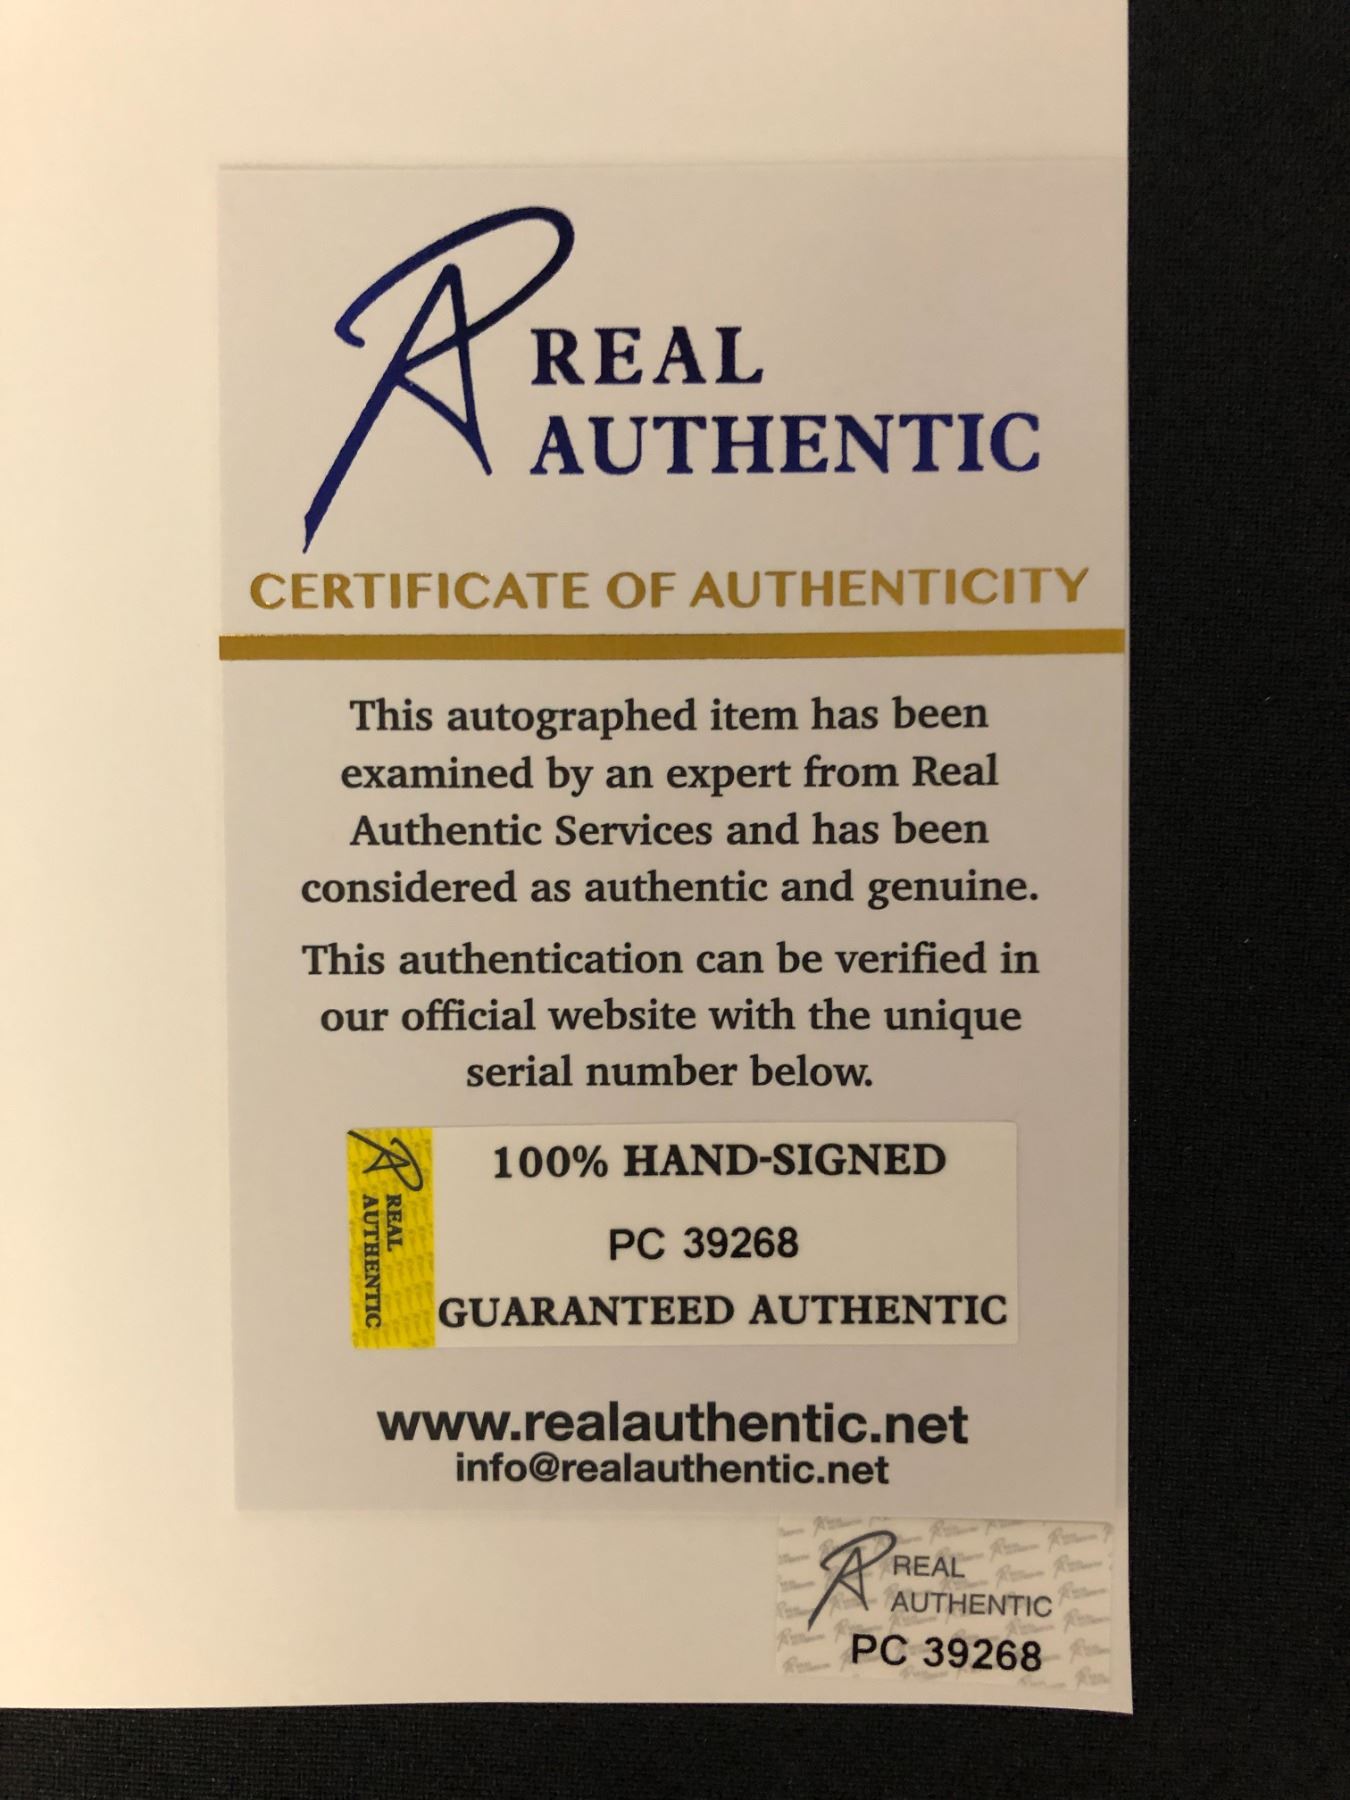 REAL
AUTHENTIC
CERTIFICATE OF AUTHENTICITY
This autographed item has been
examined by an expert from Real
Authentic Services and has been
considered as authentic and genuine.
This authentication can be verified in
our official website with the unique
serial number below.
REAL
AUTHENTIC
100% HAND-SIGNED
PC 39268
GUARANTEED AUTHENTIC
www.realauthentic.net
info@realauthentic.net
REAL
AUTHENTIC
PC 39268